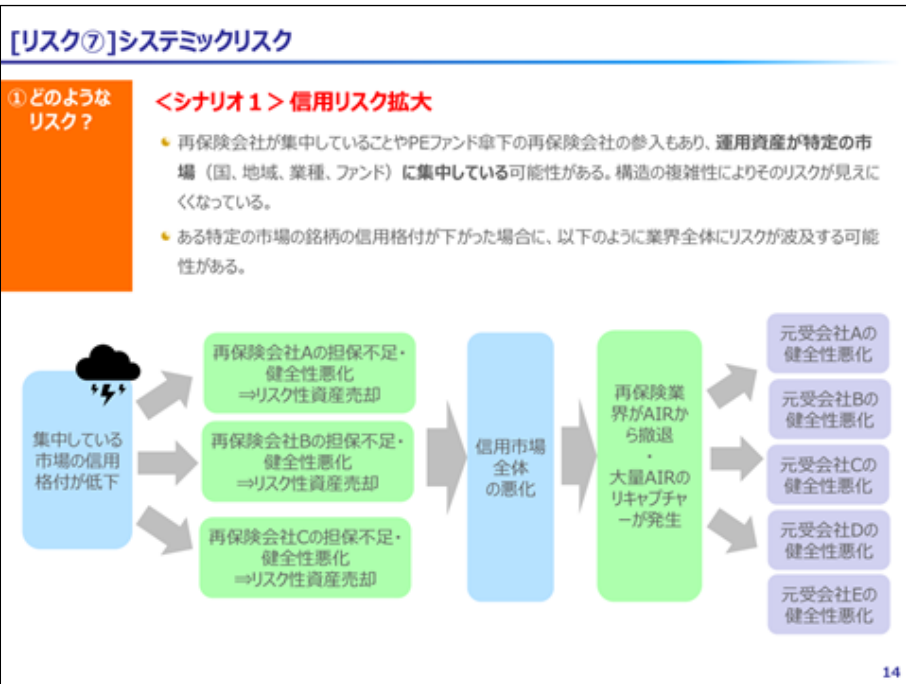 [リスク⑦]システミックリスク
①どのような
リスク？
＜シナリオ１＞信用リスク拡大
再保険会社が集中していることやPEファンド傘下の再保険会社の参入もあり、運用資産が特定の市
場（国、地域、業種、ファンド）に集中している可能性がある。構造の複雑性によりそのリスクが見えに
くくなっている。
ある特定の市場の銘柄の信用格付が下がった場合に、以下のように業界全体にリスクが波及する可能
性がある。
集中している
市場の信用
格付が低下
再保険会社Aの担保不足・
健全性悪化
⇒リスク性資産売却
再保険会社Bの担保不足・
健全性悪化
⇒リスク性資産売却
再保険会社Cの担保不足・
健全性悪化
⇒リスク性資産売却
信用市場
全体
の悪化
再保険業
界がAIRか
ら撤退
・
大量AIRの
リキャプチャ
ーが発生
元受会社Aの
健全性悪化
元受会社Bの
健全性悪化
元受会社Cの
健全性悪化
元受会社Dの
健全性悪化
元受会社Eの
健全性悪化
14